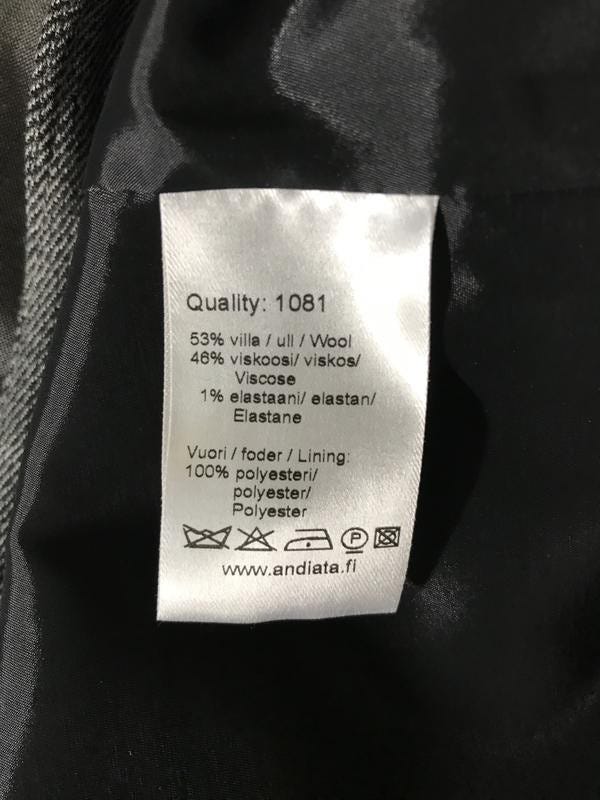 Quality: 1081
53% villa / ull / Wool
46% viskoosi/ viskos/
Viscose
1% elastaani/ elastan/
Elastane
Vuori / foder / Lining:
100% polyesteri/
polyester/
Polyester
P
www.andiata.fi